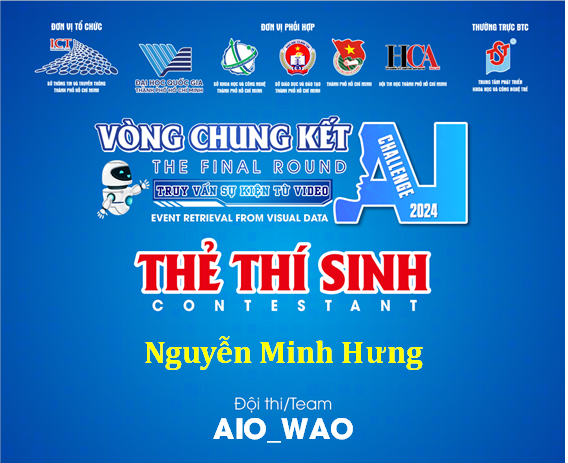 ĐƠN VỊ TỔ CHỨC
ĐƠN VỊ PHỐI HỢP
THƯỜNG TRỰC BTC
ICT
HCA
TST
SỞ THÔNG TIN VÀ TRUYỀN THÔNG
THÀNH PHỐ HỒ CHÍ MINH
ĐẠI HỌC QUỐC GIA
THÀNH PHỐ HỒ CHÍ MINH
SỞ KHOA HỌC VÀ CÔNG NGHỆ
THÀNH PHỐ HỒ CHÍ MINH
SỞ GIÁO DỤC VÀ ĐÀO TẠO
THÀNH PHỐ HỒ CHÍ MINH
THÀNH PHỐ HỒ CHÍ MINH
HỘI TIN HỌC THÀNH PHỐ HỒ CHÍ MINH
TRUNG TÂM PHÁT TRIỂN
KHOA HỌC VÀ CÔNG NGHỆ TRẺ
VÒNG CHUNG KẾT
THE FINAL ROUND
TRUY VẤN SỰ KIỆN TỪ VIDEO
EVENT RETRIEVAL FROM VISUAL DATA
AI
CHALLENGE
2024
THẺ THÍ SINH
CONTESTANT
Nguyễn Minh Hưng
Đội thi/Team
AIO_WAO